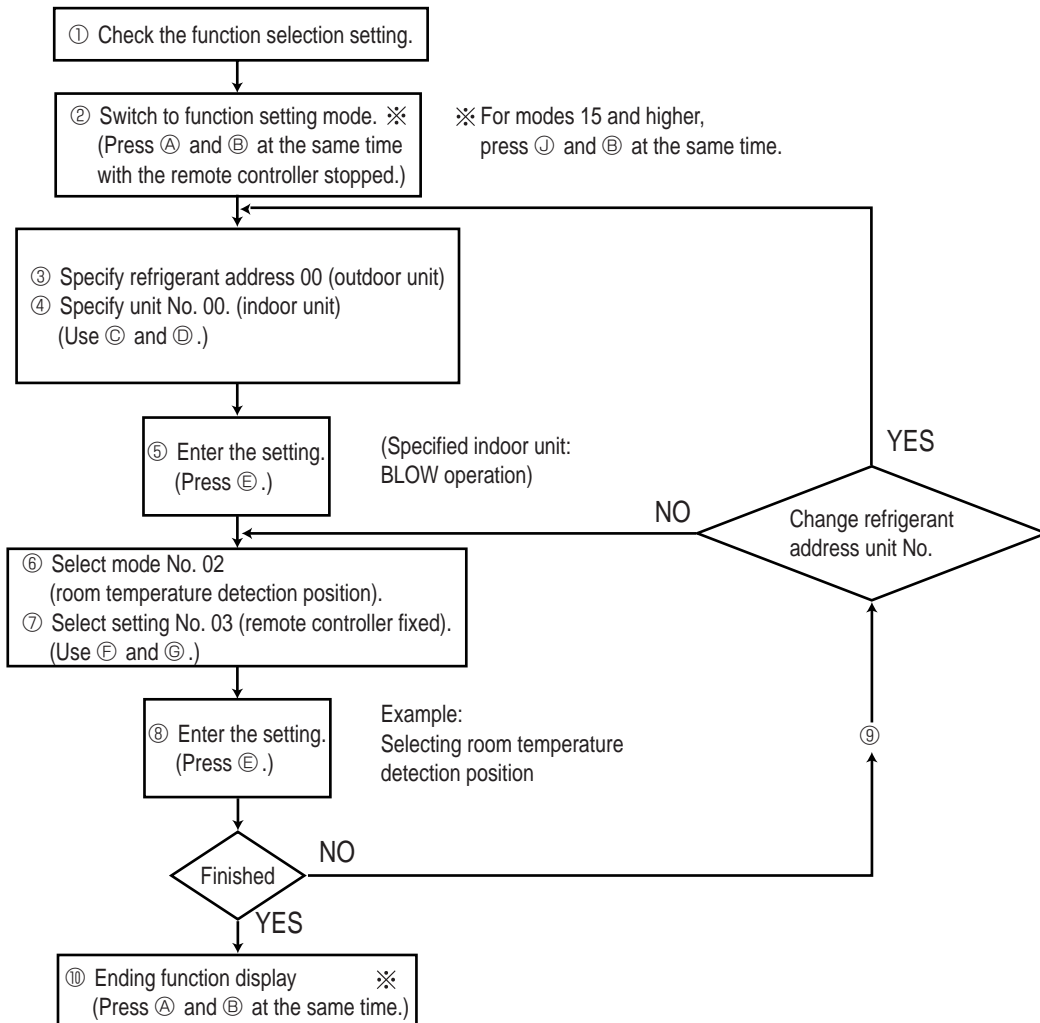 ① Check the function selection setting.
② Switch to function setting mode. ※
(Press Ⓐ and Ⓑ at the same time
with the remote controller stopped.)
※ For modes 15 and higher,
press Ⓙ and Ⓑ at the same time.
③ Specify refrigerant address 00 (outdoor unit)
④ Specify unit No. 00. (indoor unit)
(Use Ⓒ and Ⓓ.)
⑤ Enter the setting.
(Press Ⓔ.)
(Specified indoor unit:
BLOW operation)
YES
NO
Change refrigerant
address unit No.
⑥ Select mode No. 02
(room temperature detection position).
⑦ Select setting No. 03 (remote controller fixed).
(Use Ⓕ and Ⓖ.)
⑧ Enter the setting.
(Press Ⓔ.)
Example:
Selecting room temperature
detection position
⑨
Finished
NO
YES
⑩ Ending function display ※
(Press Ⓐ and Ⓑ at the same time.)